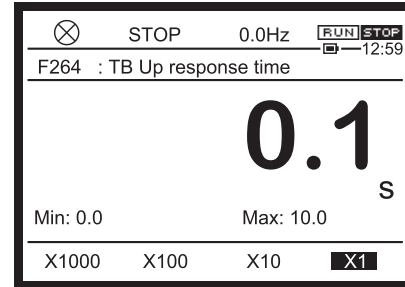 STOP 0.0Hz RUN STOP
12:59
F264 : TB Up response time
0.1
s
Min: 0.0 Max: 10.0
X1000 X100 X10 X1